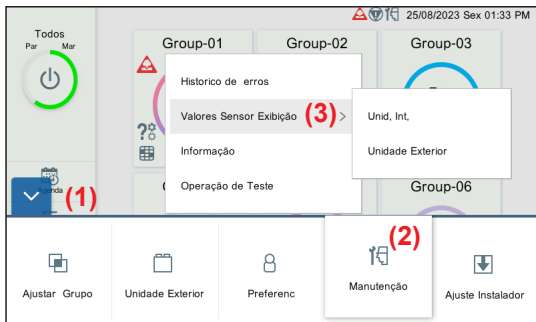 25/08/2023 Sex 01:33 PM
Todos
Par Mar
Group-01
Group-02
Group-03
Historico de erros
Valores Sensor Exibição (3) >
Unid, Int,
Informação
Unidade Exterior
Operação de Teste
Group-06
(1)
(2)
Ajustar Grupo
Unidade Exterior
Preferenc
Manutenção
Ajuste Instalador